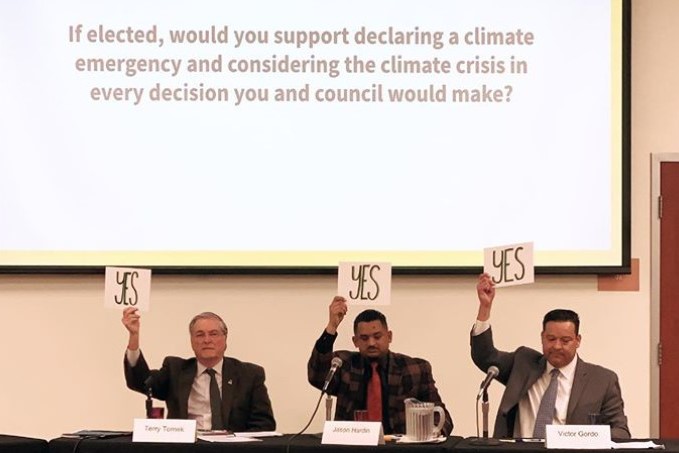 If elected, would you support declaring a climate
emergency and considering the climate crisis in
every decision you and council would make?
YES
YES
YES
Terry Tornek
Jason Hardin
Victor Gordo